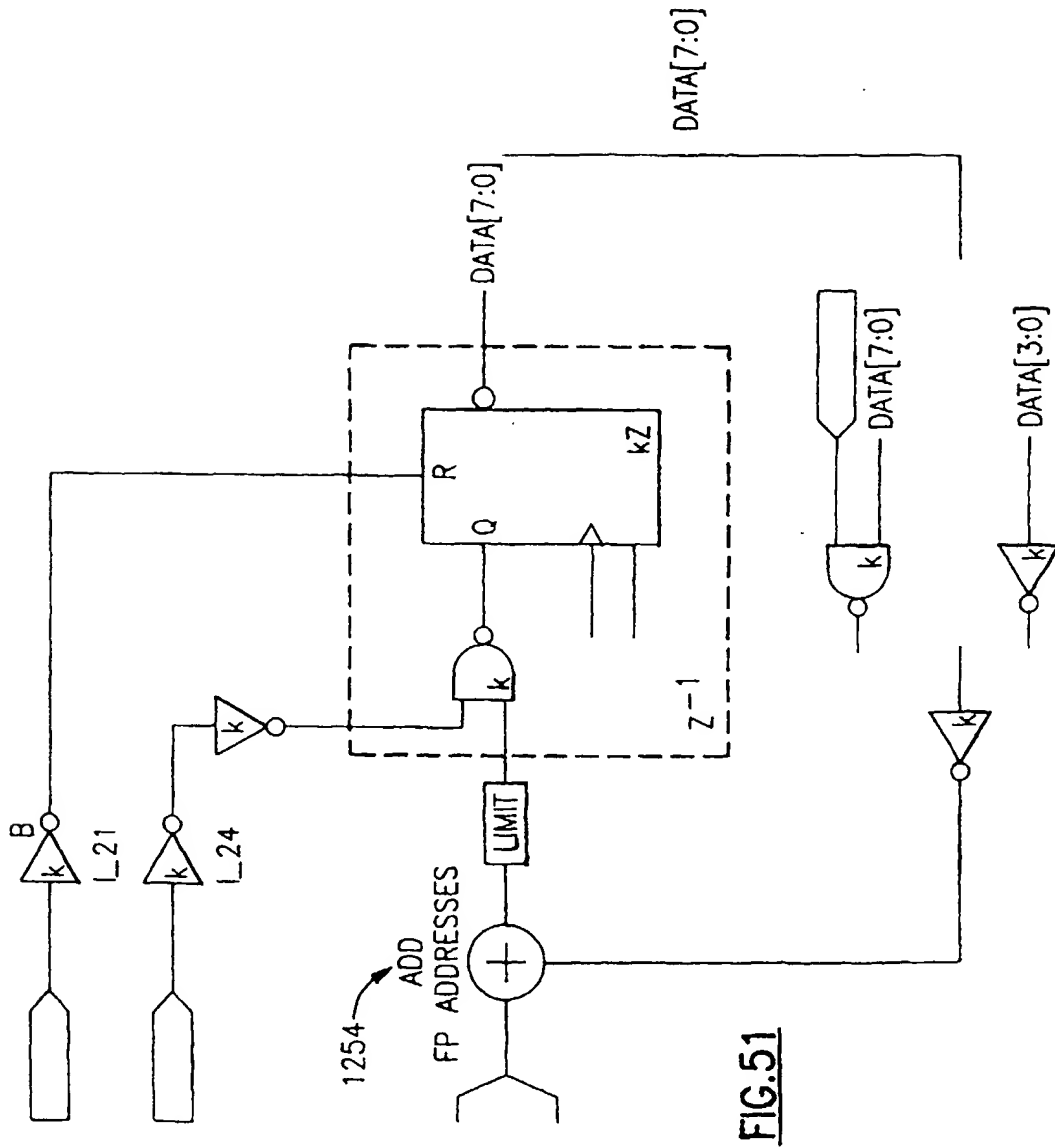 B
k
I_21
k
I_24
k
1254
ADD
FP ADDRESSES
+
LIMIT
k
Q
R
kZ
Z-1
DATA[7:0]
DATA[7:0]
k
DATA[7:0]
k
DATA[3:0]
k
FIG.51